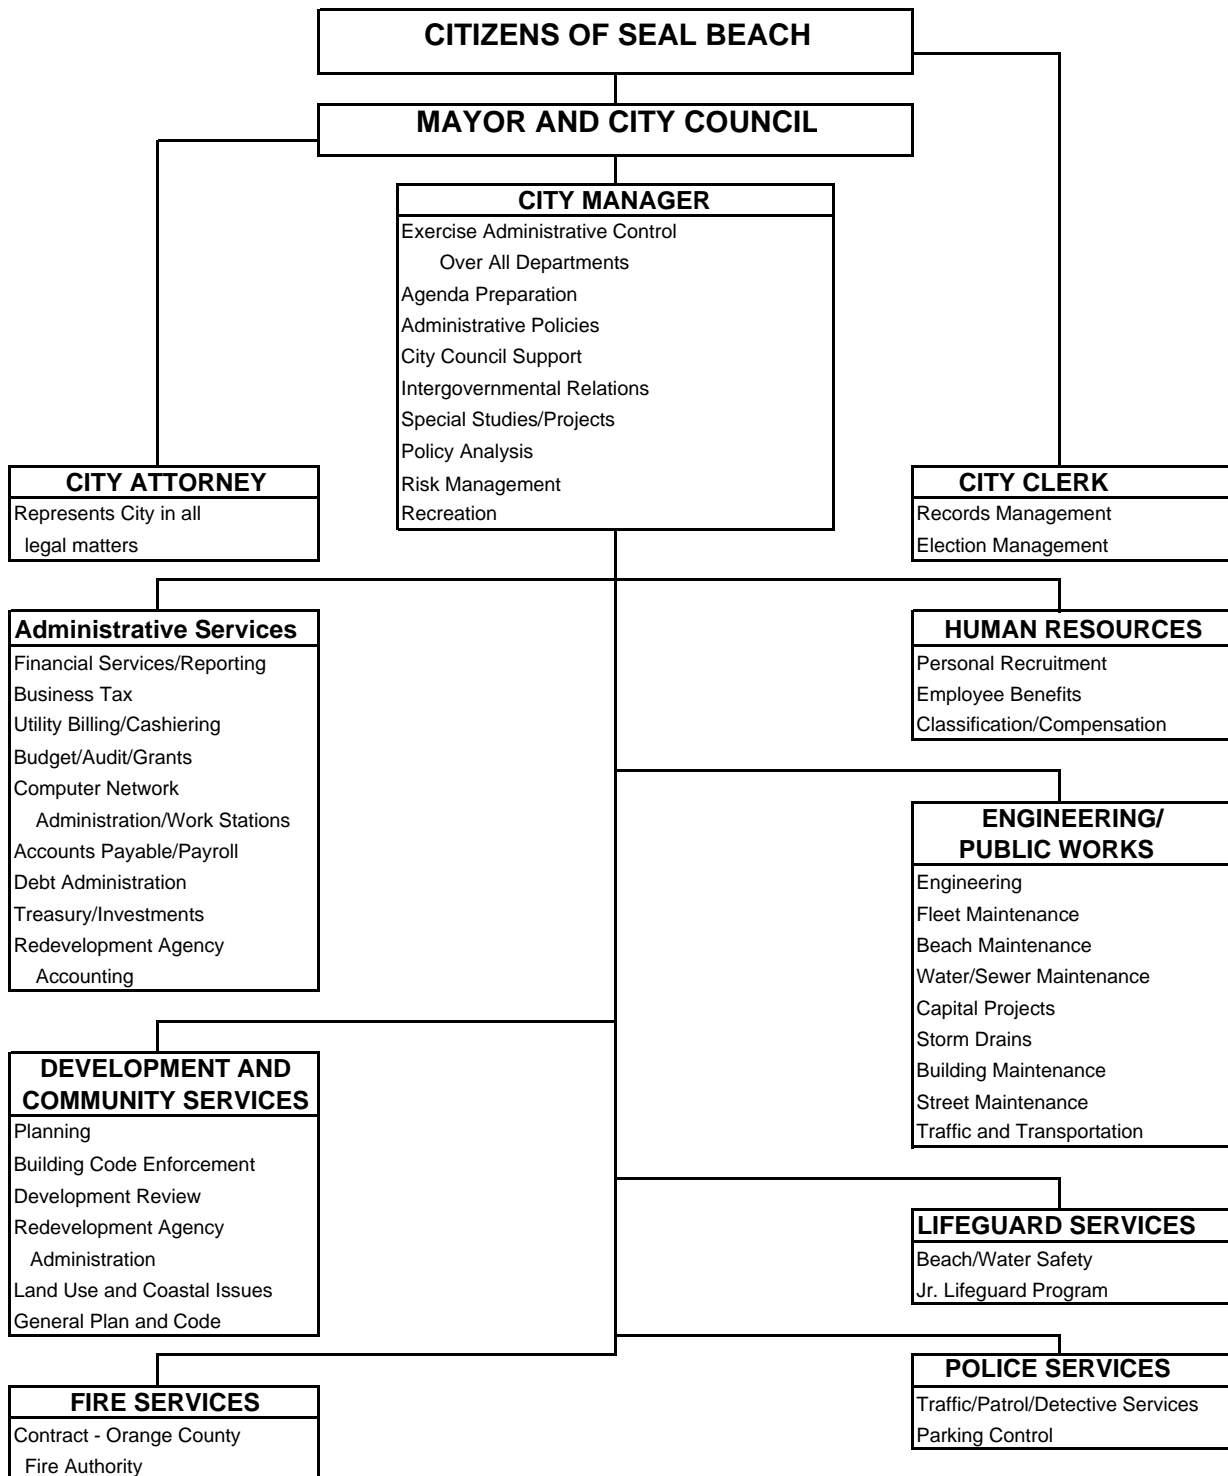 CITIZENS OF SEAL BEACH
MAYOR AND CITY COUNCIL
CITY MANAGER
Exercise Administrative Control
Over All Departments
Agenda Preparation
Administrative Policies
City Council Support
Intergovernmental Relations
Special Studies/Projects
Policy Analysis
Risk Management
Recreation
CITY ATTORNEY
Represents City in all
legal matters
CITY CLERK
Records Management
Election Management
Administrative Services
Financial Services/Reporting
Business Tax
Utility Billing/Cashiering
Budget/Audit/Grants
Computer Network
Administration/Work Stations
Accounts Payable/Payroll
Debt Administration
Treasury/Investments
Redevelopment Agency
Accounting
HUMAN RESOURCES
Personal Recruitment
Employee Benefits
Classification/Compensation
ENGINEERING/
PUBLIC WORKS
Engineering
Fleet Maintenance
Beach Maintenance
Water/Sewer Maintenance
Capital Projects
Storm Drains
Building Maintenance
Street Maintenance
Traffic and Transportation
DEVELOPMENT AND
COMMUNITY SERVICES
Planning
Building Code Enforcement
Development Review
Redevelopment Agency
Administration
Land Use and Coastal Issues
General Plan and Code
LIFEGUARD SERVICES
Beach/Water Safety
Jr. Lifeguard Program
FIRE SERVICES
Contract - Orange County
Fire Authority
POLICE SERVICES
Traffic/Patrol/Detective Services
Parking Control